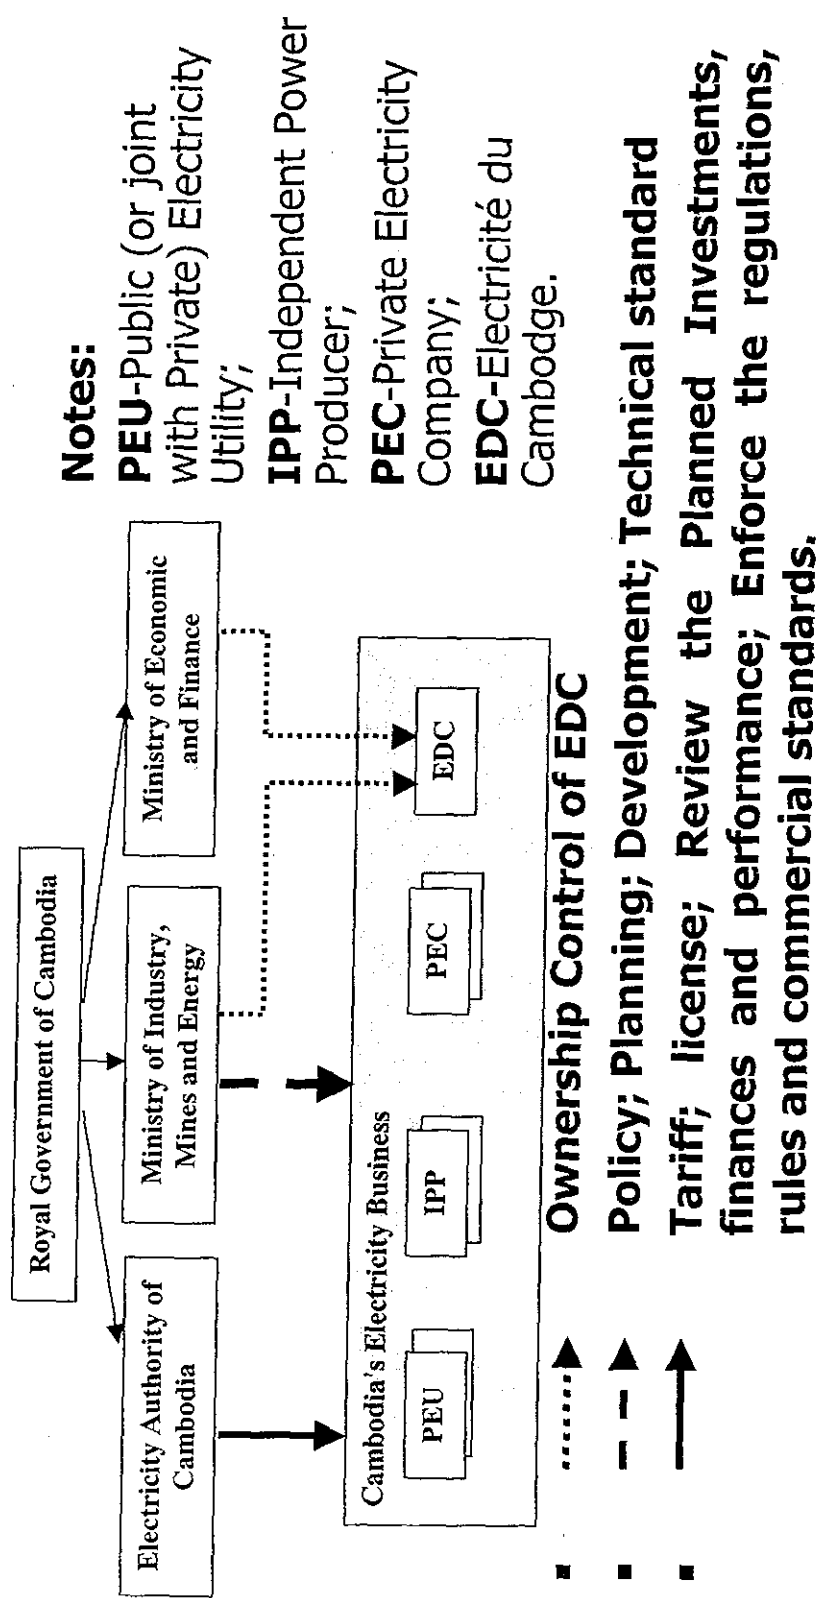 Royal Government of Cambodia
Electricity Authority of
Cambodia
Ministry of Industry,
Mines and Energy
Ministry of Economic
and Finance
Cambodia's Electricity Business
PEU
IPP
PEC
EDC
Notes:
PEU-Public (or joint
with Private) Electricity
Utility;
IPP-Independent Power
Producer;
PEC-Private Electricity
Company;
EDC-Electricité du
Cambodge.
Ownership Control of EDC
Policy; Planning; Development; Technical standard
Tariff; license; Review the Planned Investments,
finances and performance; Enforce the regulations,
rules and commercial standards.